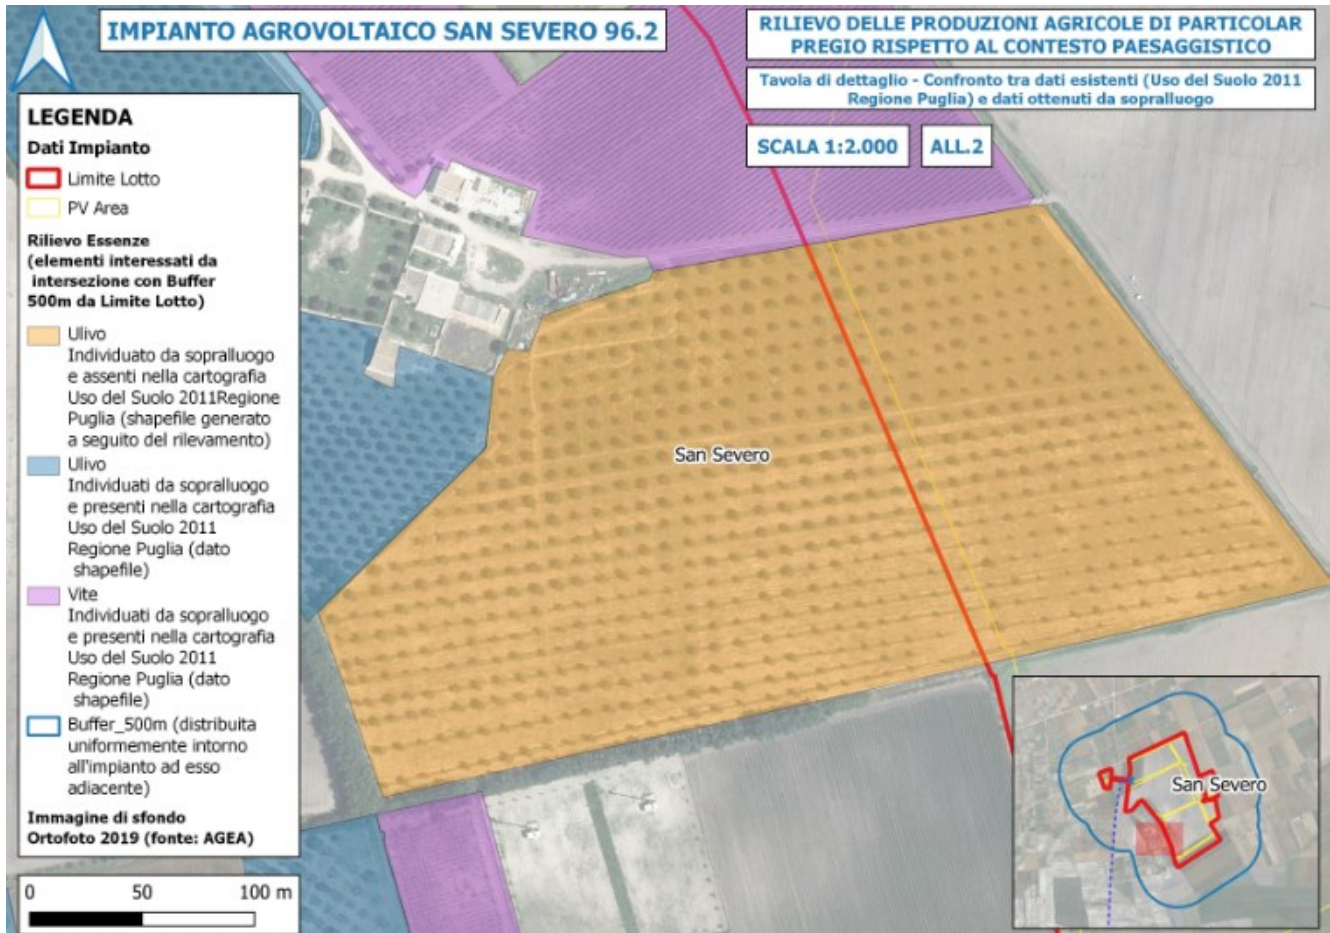 IMPIANTO AGROVOLTAICO SAN SEVERO 96.2
RILIEVO DELLE PRODUZIONI AGRICOLE DI PARTICOLAR
PREGIO RISPETTO AL CONTESTO PAESAGGISTICO
Tavola di dettaglio - Confronto tra dati esistenti (Uso del Suolo 2011
Regione Puglia) e dati ottenuti da sopralluogo
SCALA 1:2.000
ALL.2
LEGENDA
Dati Impianto
Limite Lotto
PV Area
Rilievo Essenze
(elementi interessati da
intersezione con Buffer
500m da Limite Lotto)
Ulivo
Individuato da sopralluogo
e assenti nella cartografia
Uso del Suolo 2011Regione
Puglia (shapefile generato
a seguito del rilevamento)
Ulivo
Individuati da sopralluogo
e presenti nella cartografia
Uso del Suolo 2011
Regione Puglia (dato
shapefile)
Vite
Individuati da sopralluogo
e presenti nella cartografia
Uso del Suolo 2011
Regione Puglia (dato
shapefile)
Buffer_500m (distribuita
uniformemente intorno
all'impianto ad esso
adiacente)
Immagine di sfondo
Ortofoto 2019 (fonte: AGEA)
0 50 100 m
San Severo
San Severo